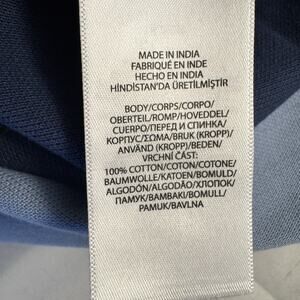 MADE IN INDIA
FABRIQUÉ EN INDE
HECHO EN INDIA
HİNDİSTAN'DA ÜRETİLMİŞTİR
BODY/CORPS/CORPO/
OBERTEIL/ROMP/HOVEDDEL/
CUERPO/ПЕРЕД И СПИНКА/
КОРПУС/ΣΩΜΑ/BRUK (KROPP)/
ANVÄND (KROPP)/BEDEN/
VRCHNÍ ČÁST:
100% COTTON/COTON/COTONE/
BAUMWOLLE/KATOEN/BOMULD/
ALGODÓN/ALGODÃO/ХЛОПОК/
ПАМУК/ΒΑΜΒΑΚΙ/BOMULL/
PAMUK/BAVLNA